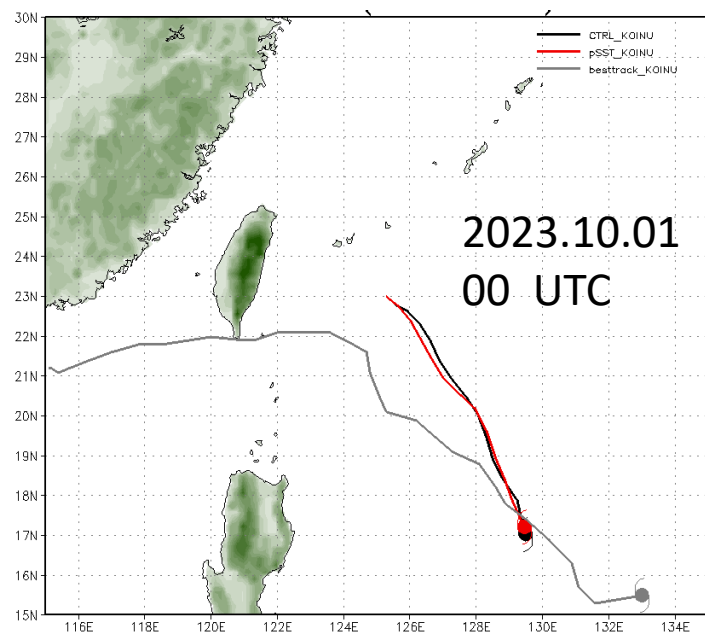 30N
29N
28N
27N
26N
25N
24N
23N
22N
21N
20N
19N
18N
17N
16N
15N
CTRL_KOINU
pSST_KOINU
besttrack_KOINU
2023.10.01
00 UTC
116E 118E 120E 122E 124E 126E 128E 130E 132E 134E